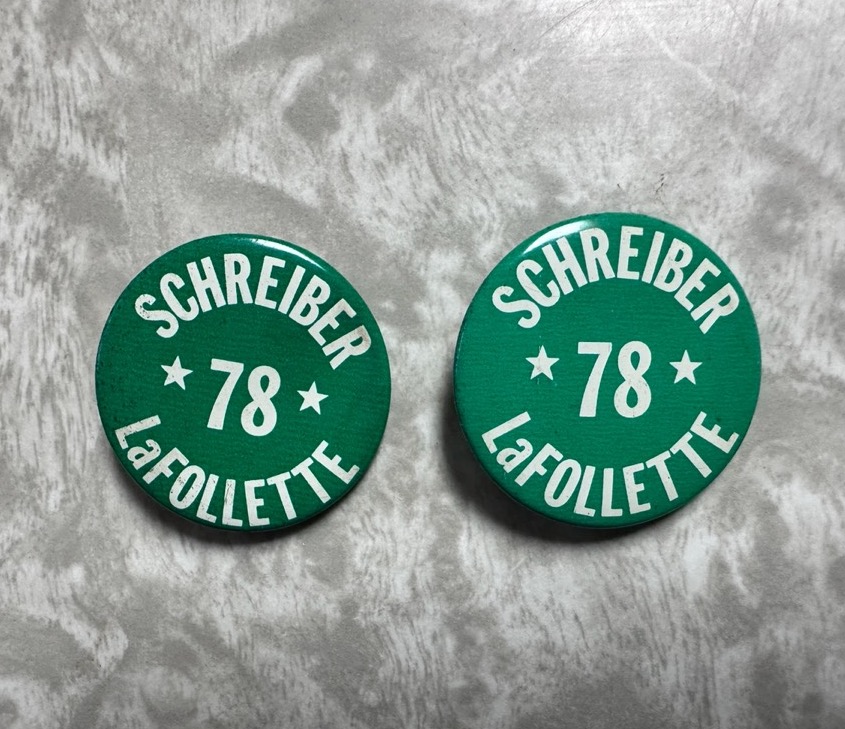 SCHREIBER
★ 78 ★
LaFOLLETTE
SCHREIBER
★ 78 ★
LaFOLLETTE